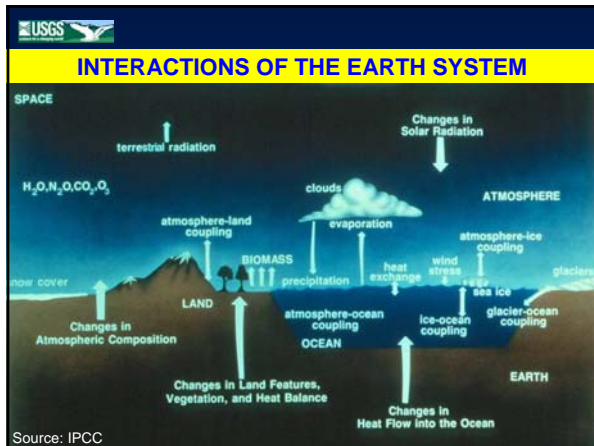 USGS
INTERACTIONS OF THE EARTH SYSTEM
SPACE
terrestrial radiation
Changes in
Solar Radiation
H₂O,N₂O,CO₂,O₃
clouds
ATMOSPHERE
atmosphere-land
coupling
evaporation
atmosphere-ice
coupling
BIOMASS
precipitation
heat
exchange
wind
stress
snow cover
glaciers
sea ice
LAND
atmosphere-ocean
coupling
ice-ocean
coupling
glacier-ocean
coupling
Changes in
Atmospheric Composition
OCEAN
EARTH
Changes in Land Features,
Vegetation, and Heat Balance
Changes in
Heat Flow into the Ocean
Source: IPCC